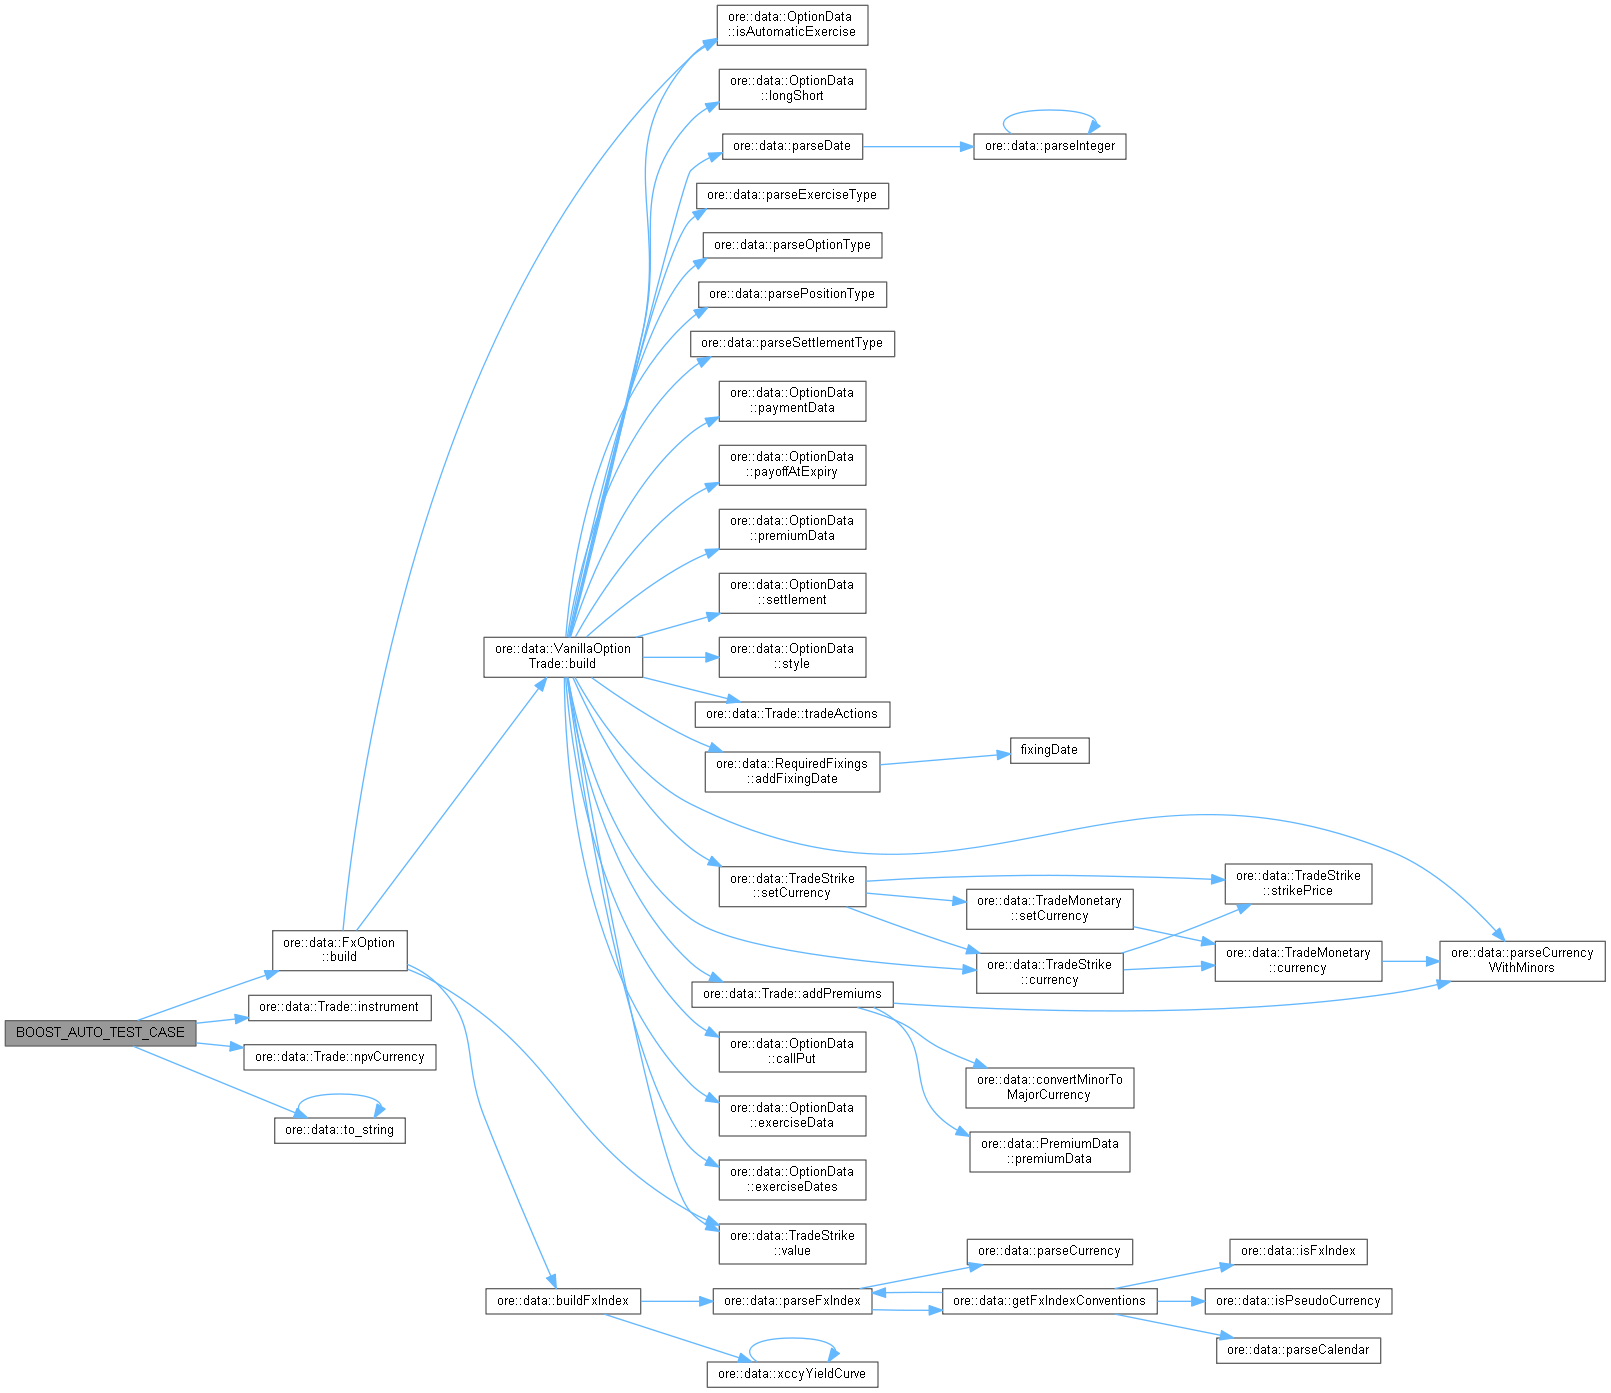 ore::data::OptionData
::isAutomaticExercise
ore::data::OptionData
::longShort
ore::data::parseDate
ore::data::parseInteger
ore::data::parseExerciseType
ore::data::parseOptionType
ore::data::parsePositionType
ore::data::parseSettlementType
ore::data::OptionData
::paymentData
ore::data::OptionData
::payoffAtExpiry
ore::data::OptionData
::premiumData
ore::data::OptionData
::settlement
ore::data::VanillaOption
Trade::build
ore::data::OptionData
::style
ore::data::Trade::tradeActions
ore::data::RequiredFixings
::addFixingDate
fixingDate
ore::data::TradeStrike
::setCurrency
ore::data::TradeStrike
::strikePrice
ore::data::TradeMonetary
::setCurrency
ore::data::FxOption
::build
ore::data::TradeStrike
::currency
ore::data::TradeMonetary
::currency
ore::data::parseCurrency
WithMinors
ore::data::Trade::addPremiums
ore::data::Trade::instrument
BOOST_AUTO_TEST_CASE
ore::data::Trade::npvCurrency
ore::data::OptionData
::callPut
ore::data::convertMinorTo
MajorCurrency
ore::data::to_string
ore::data::OptionData
::exerciseData
ore::data::PremiumData
::premiumData
ore::data::OptionData
::exerciseDates
ore::data::TradeStrike
::value
ore::data::parseCurrency
ore::data::isFxIndex
ore::data::buildFxIndex
ore::data::parseFxIndex
ore::data::getFxIndexConventions
ore::data::isPseudoCurrency
ore::data::parseCalendar
ore::data::xccyYieldCurve